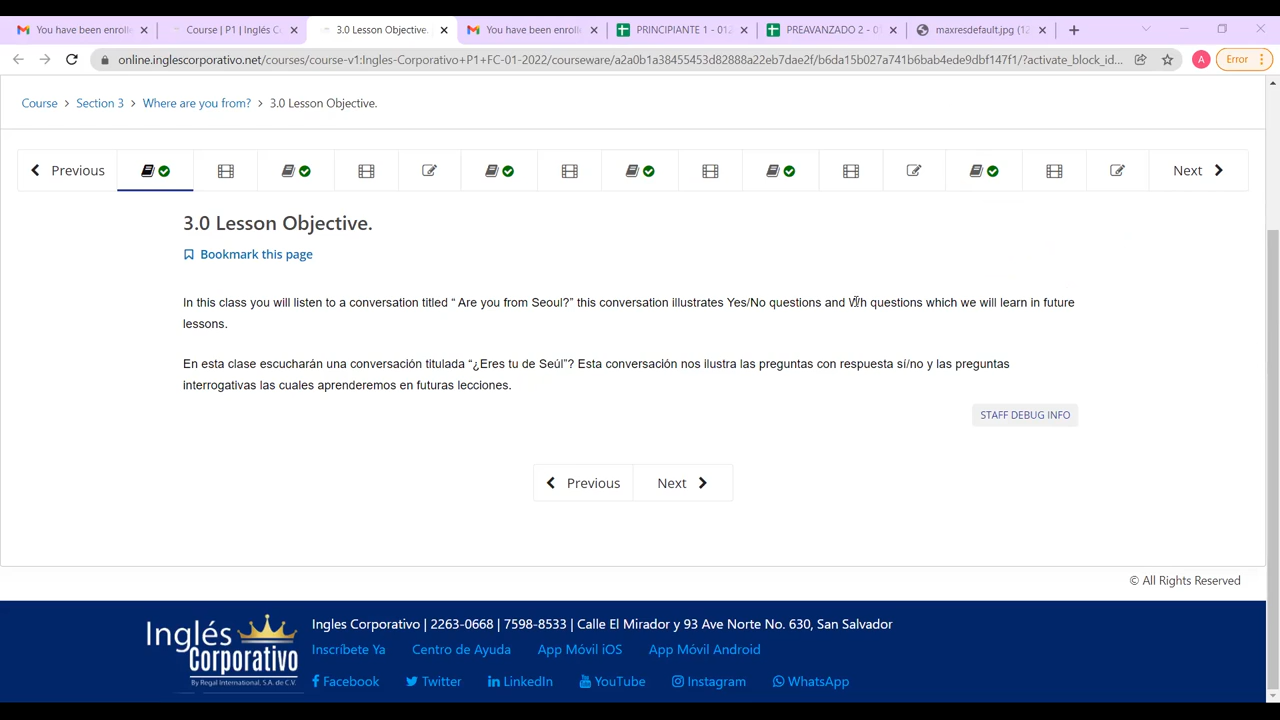 You have been enrolle
Course | P1 | Inglés C
3.0 Lesson Objective.
You have been enrolle
PRINCIPIANTE 1 - 012
PREAVANZADO 2 - 0
maxresdefault.jpg (12
online.inglescorporativo.net/courses/course-v1:Ingles-Corporativo+P1+FC-01-2022/courseware/a2a0b1a38455453d82888a22eb7dae2f/b6da15b027a741b6bab4ede9dbf147f1/?activate_block_id...
A
Error
Course > Section 3 > Where are you from? > 3.0 Lesson Objective.
Previous
Next
3.0 Lesson Objective.
Bookmark this page
In this class you will listen to a conversation titled “ Are you from Seoul?” this conversation illustrates Yes/No questions and Wh questions which we will learn in future
lessons.
En esta clase escucharán una conversación titulada “¿Eres tu de Seúl”? Esta conversación nos ilustra las preguntas con respuesta sí/no y las preguntas
interrogativas las cuales aprenderemos en futuras lecciones.
STAFF DEBUG INFO
Previous
Next
© All Rights Reserved
Inglés
Corporativo
By Regal International, S.A. de C.V.
Ingles Corporativo | 2263-0668 | 7598-8533 | Calle El Mirador y 93 Ave Norte No. 630, San Salvador
Inscríbete Ya
Centro de Ayuda
App Móvil iOS
App Móvil Android
Facebook
Twitter
LinkedIn
YouTube
Instagram
WhatsApp